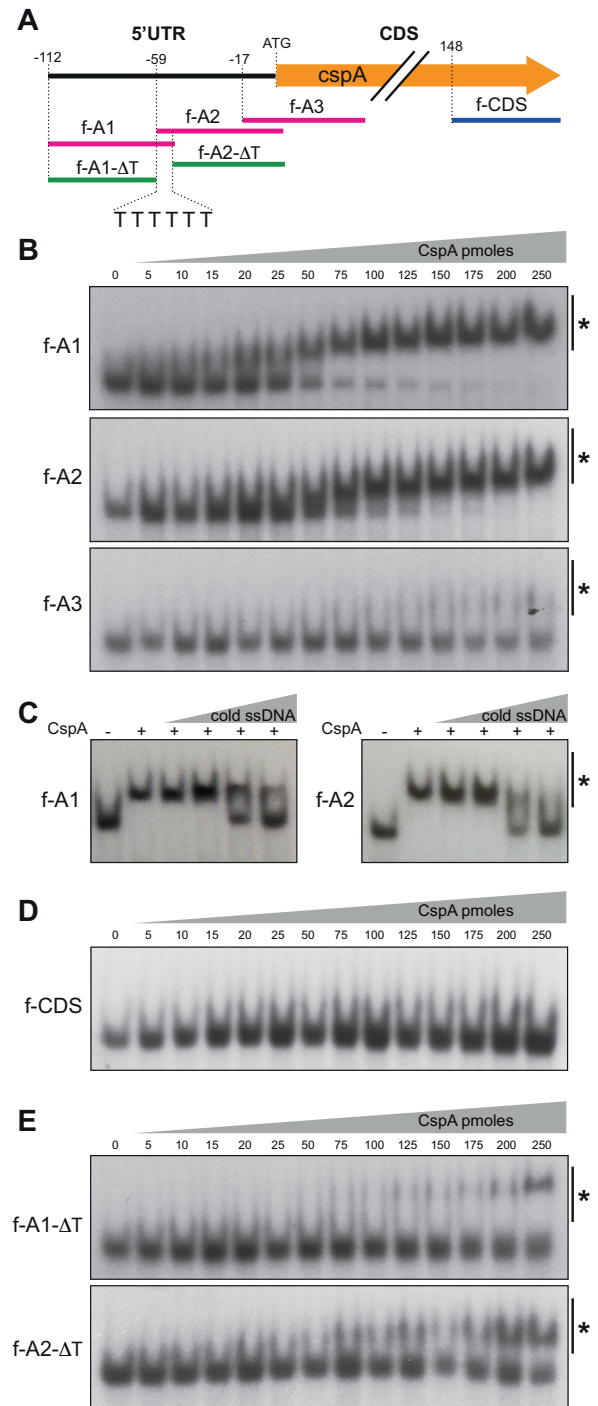 A
5'UTR
CDS
-112
-59
-17
ATG
148
cspA
f-A1
f-A2
f-A3
f-CDS
f-A1-ΔT
f-A2-ΔT
T T T T T T
B
CspA pmoles
0 5 10 15 20 25 50 75 100 125 150 175 200 250
f-A1
*
f-A2
*
f-A3
*
C
cold ssDNA
CspA - + + + + +
f-A1
cold ssDNA
CspA - + + + + +
f-A2
*
D
CspA pmoles
0 5 10 15 20 25 50 75 100 125 150 175 200 250
f-CDS
E
CspA pmoles
0 5 10 15 20 25 50 75 100 125 150 175 200 250
f-A1-ΔT
*
f-A2-ΔT
*